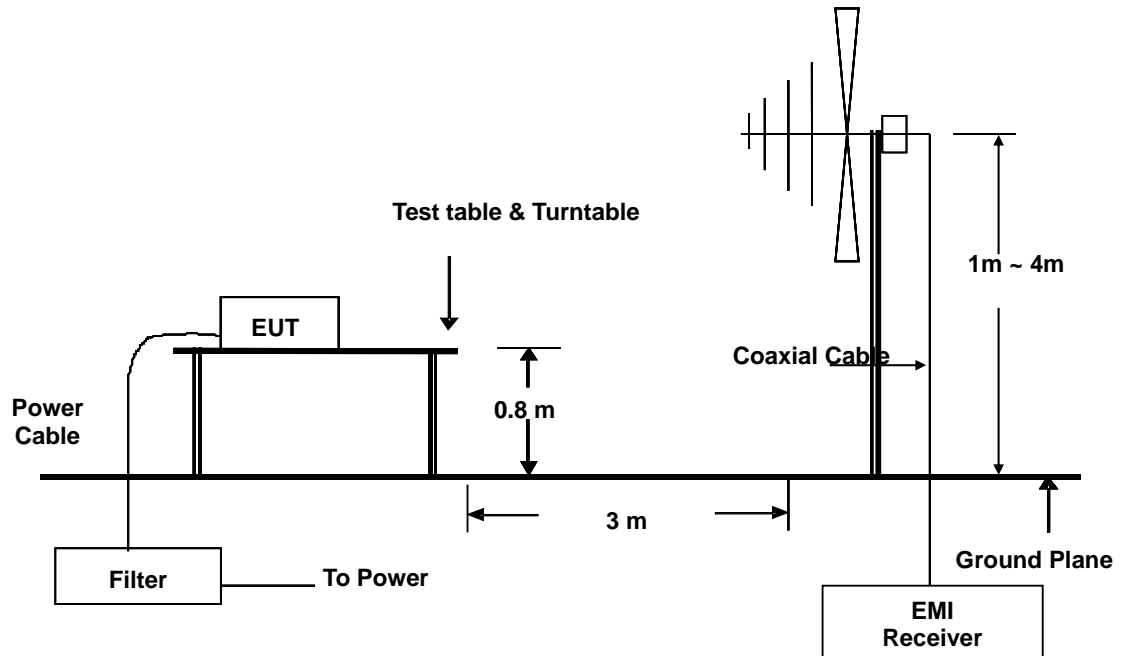 Test table & Turntable
1m ~ 4m
EUT
Coaxial Cable
0.8 m
Power
Cable
3 m
Ground Plane
Filter
To Power
EMI
Receiver